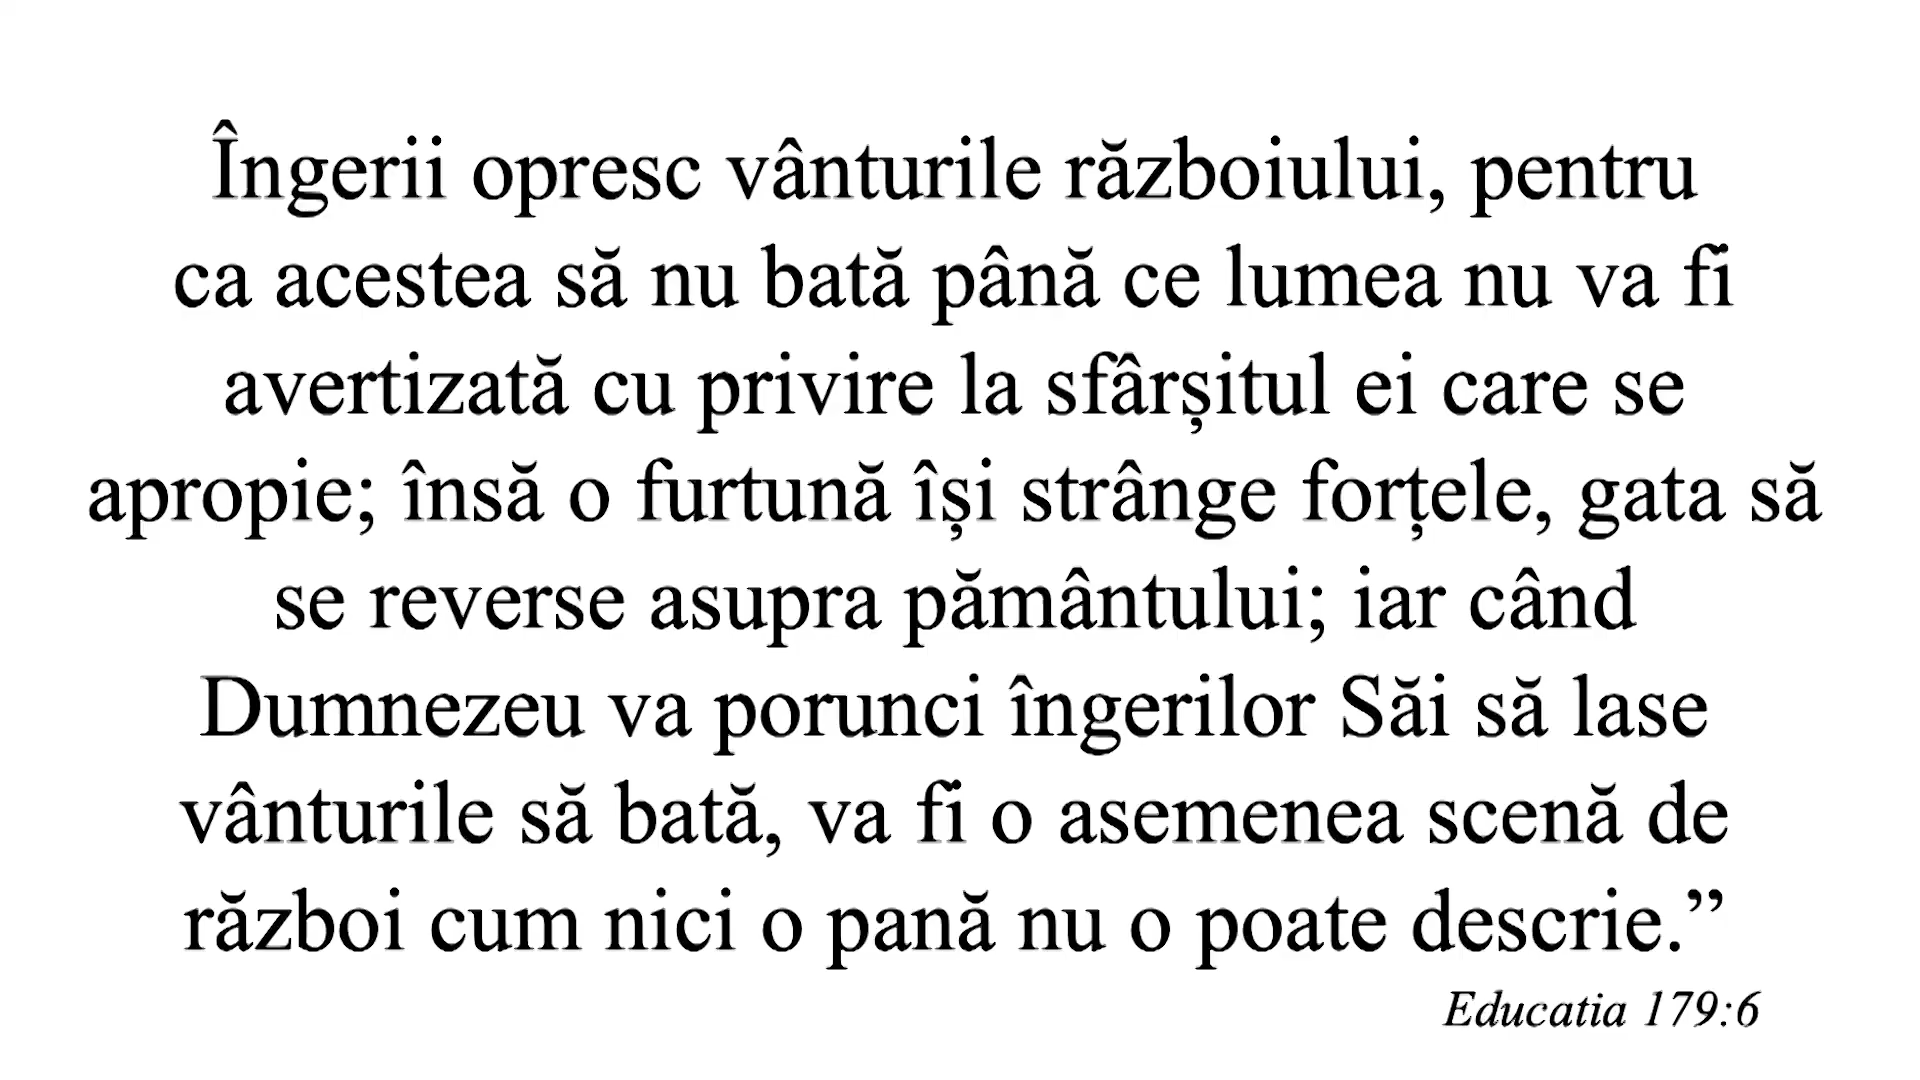 Îngerii opresc vânturile războiului, pentru
ca acestea să nu bată până ce lumea nu va fi
avertizată cu privire la sfârșitul ei care se
apropie; însă o furtună își strânge forțele, gata să
se reverse asupra pământului; iar când
Dumnezeu va porunci îngerilor Săi să lase
vânturile să bată, va fi o asemenea scenă de
război cum nici o pană nu o poate descrie.”
Educatia 179:6